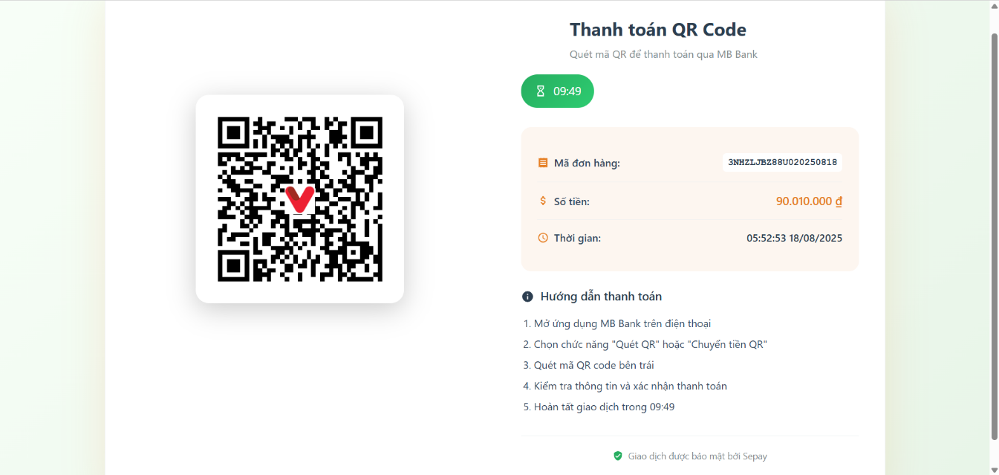 Thanh toán QR Code
Quét mã QR để thanh toán qua MB Bank
09:49
Mã đơn hàng:
3NHZLJBZ88U020250818
Số tiền:
90.010.000 ₫
Thời gian:
05:52:53 18/08/2025
Hướng dẫn thanh toán
1. Mở ứng dụng MB Bank trên điện thoại
2. Chọn chức năng "Quét QR" hoặc "Chuyển tiền QR"
3. Quét mã QR code bên trái
4. Kiểm tra thông tin và xác nhận thanh toán
5. Hoàn tất giao dịch trong 09:49
Giao dịch được bảo mật bởi Sepay